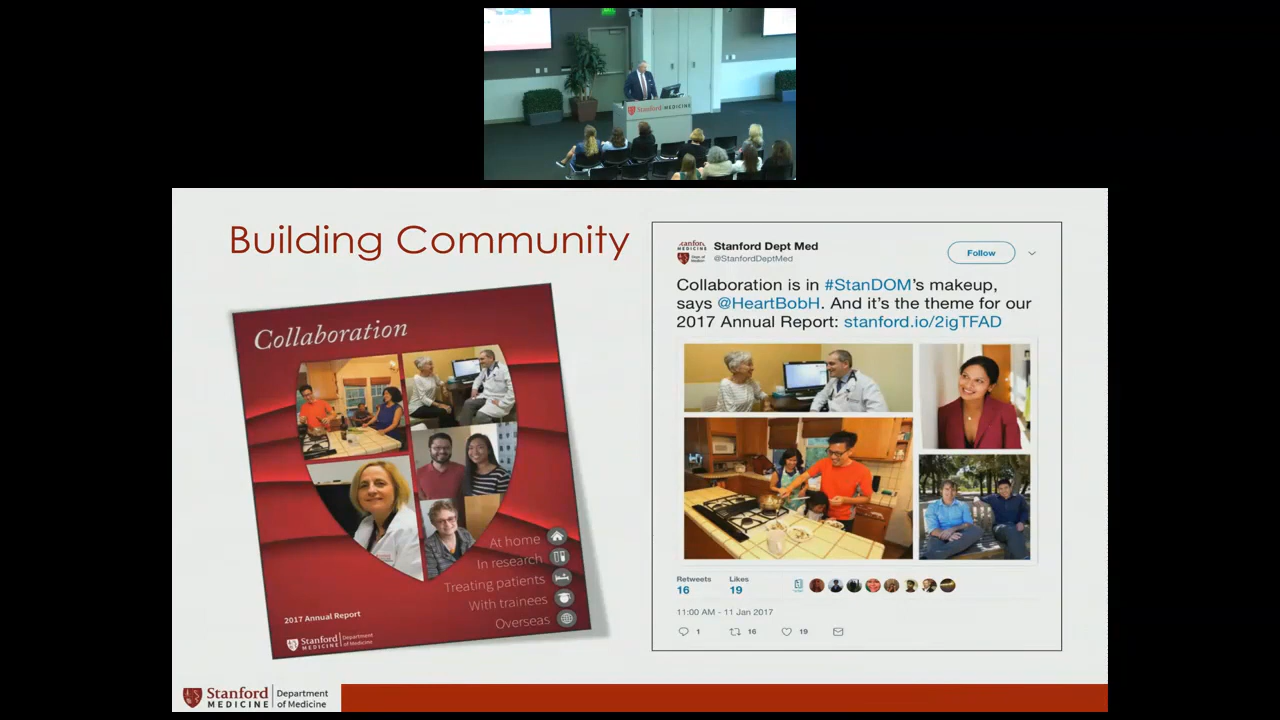 Stanford MEDICINE
Building Community
Collaboration
At home
In research
Treating patients
With trainees
Overseas
2017 Annual Report
Stanford MEDICINE Department of Medicine
Stanford Dept Med
@StanfordDeptMed
Follow
Collaboration is in #StanDOM's makeup,
says @HeartBobH. And it's the theme for our
2017 Annual Report: stanford.io/2igTFAD
Retweets
16
Likes
19
11:00 AM - 11 Jan 2017
1
16
19
Stanford MEDICINE
Department
of Medicine